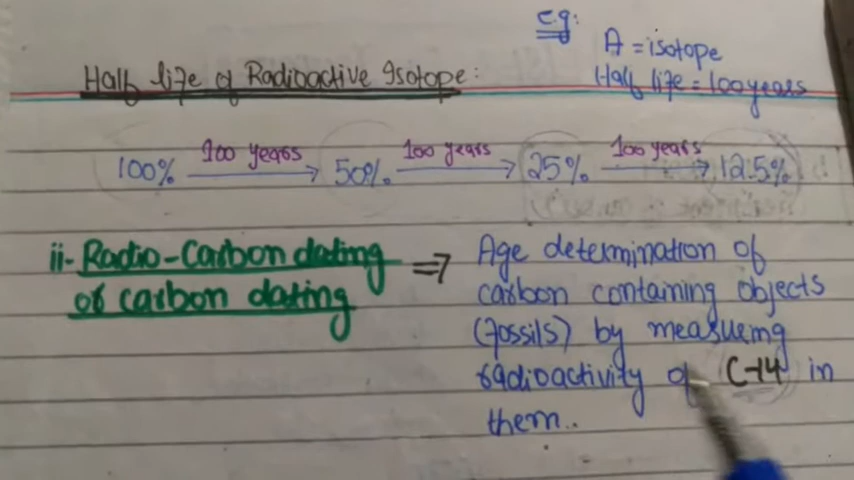 e.g:
A = isotope
Half life = 100 years
Half life of Radioactive Isotope:
100% 100 years → 50% 100 years → 25% 100 years → 12.5%
ii- Radio-Carbon dating ⇒ Age determination of
or carbon dating carbon containing objects
(fossils) by measuring
radioactivity of C-14 in
them..